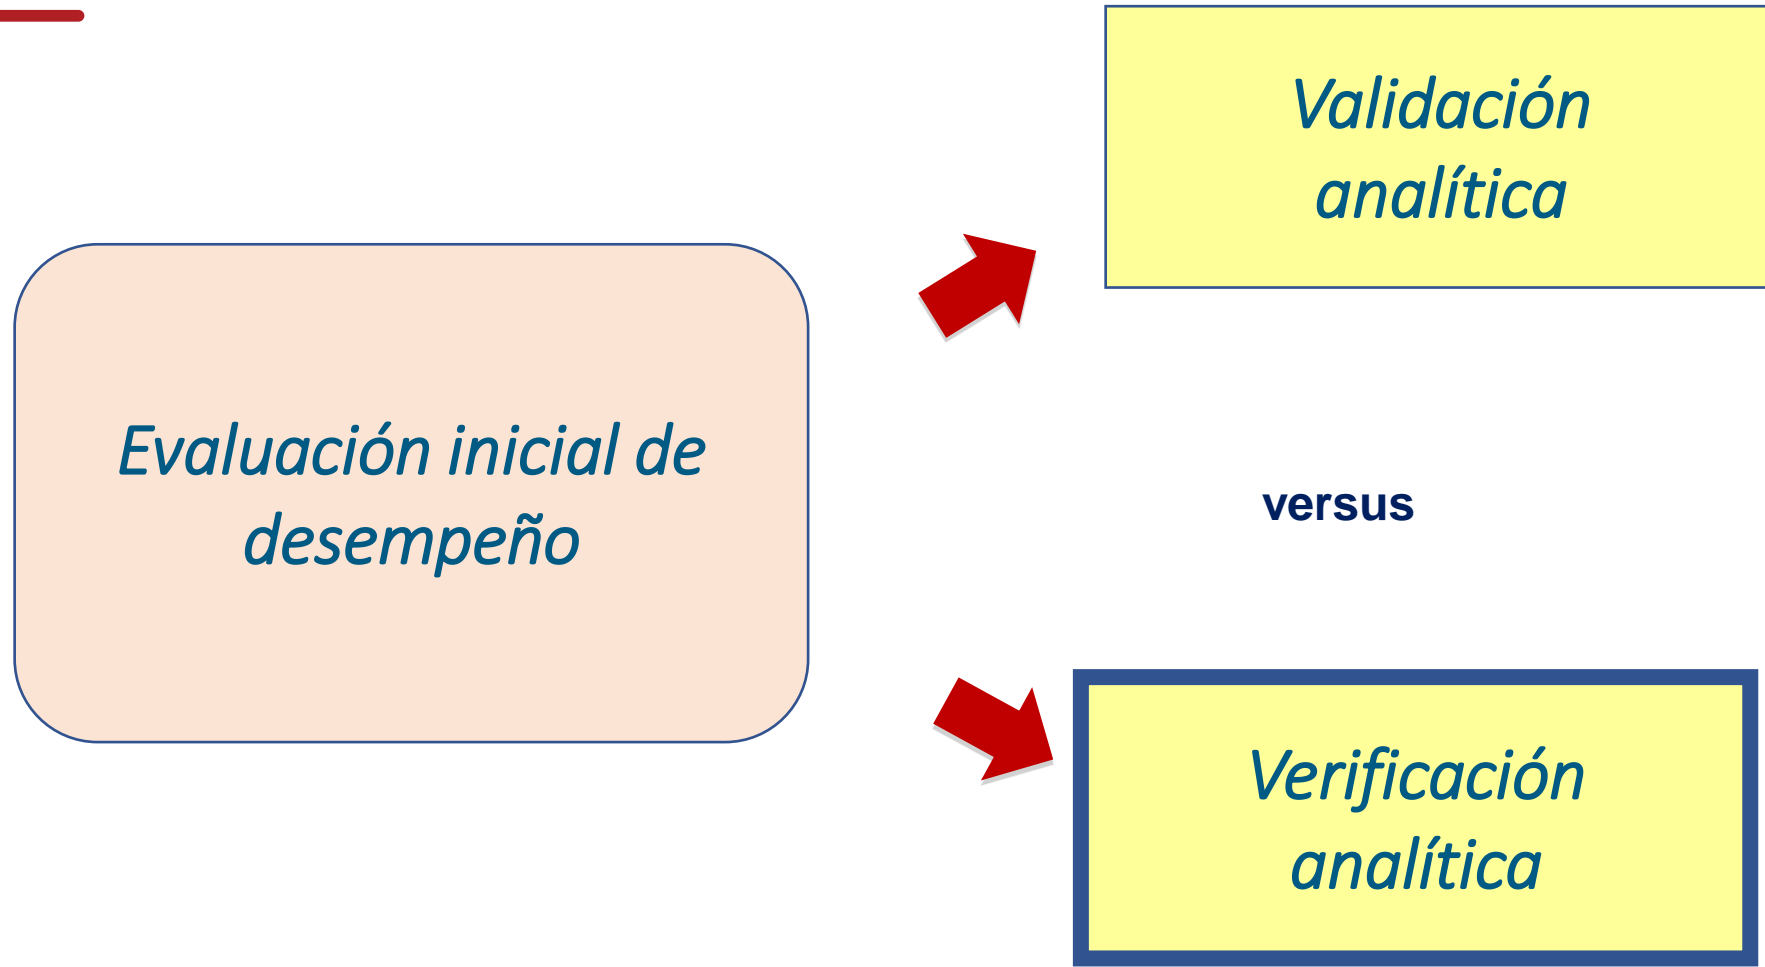 Validación
analítica
Evaluación inicial de
desempeño
versus
Verificación
analítica